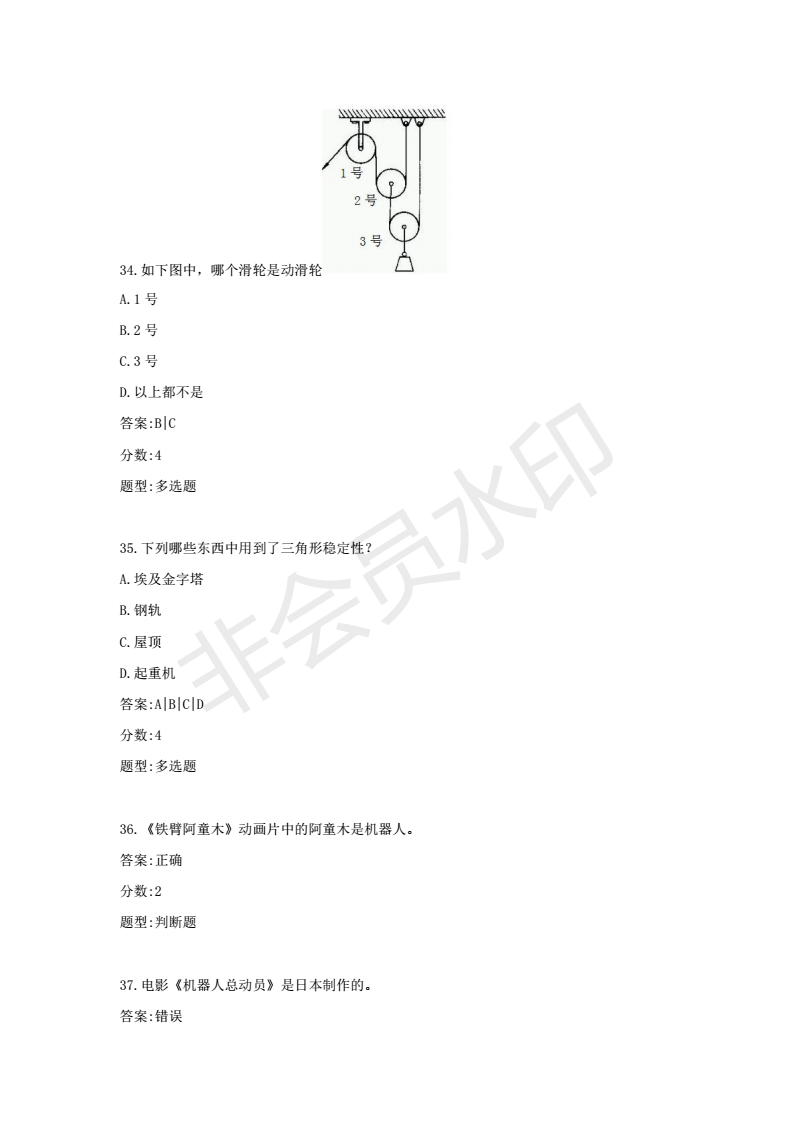 1 号
2 号
3 号
34.如下图中，哪个滑轮是动滑轮
A.1 号
B.2 号
C.3 号
D.以上都不是
答案:B|C
分数:4
题型:多选题
35.下列哪些东西中用到了三角形稳定性？
A.埃及金字塔
B.钢轨
C.屋顶
D.起重机
答案:A|B|C|D
分数:4
题型:多选题
36.《铁臂阿童木》动画片中的阿童木是机器人。
答案:正确
分数:2
题型:判断题
37.电影《机器人总动员》是日本制作的。
答案:错误
非会员水印